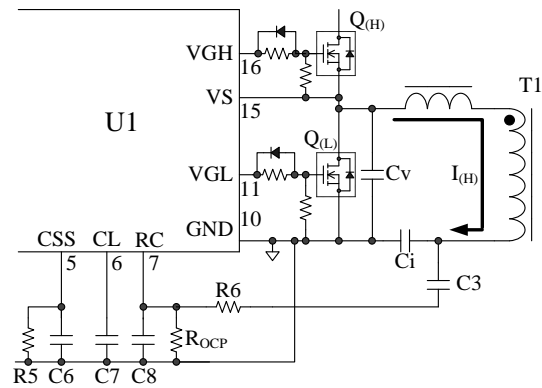 Q(H)
VGH
16
T1
VS
15
U1
Q(L)
I(H)
VGL
11
Cv
10
GND
CSS
CL
RC
5
6
7
Ci
C3
R6
ROCP
R5
C6
C7
C8